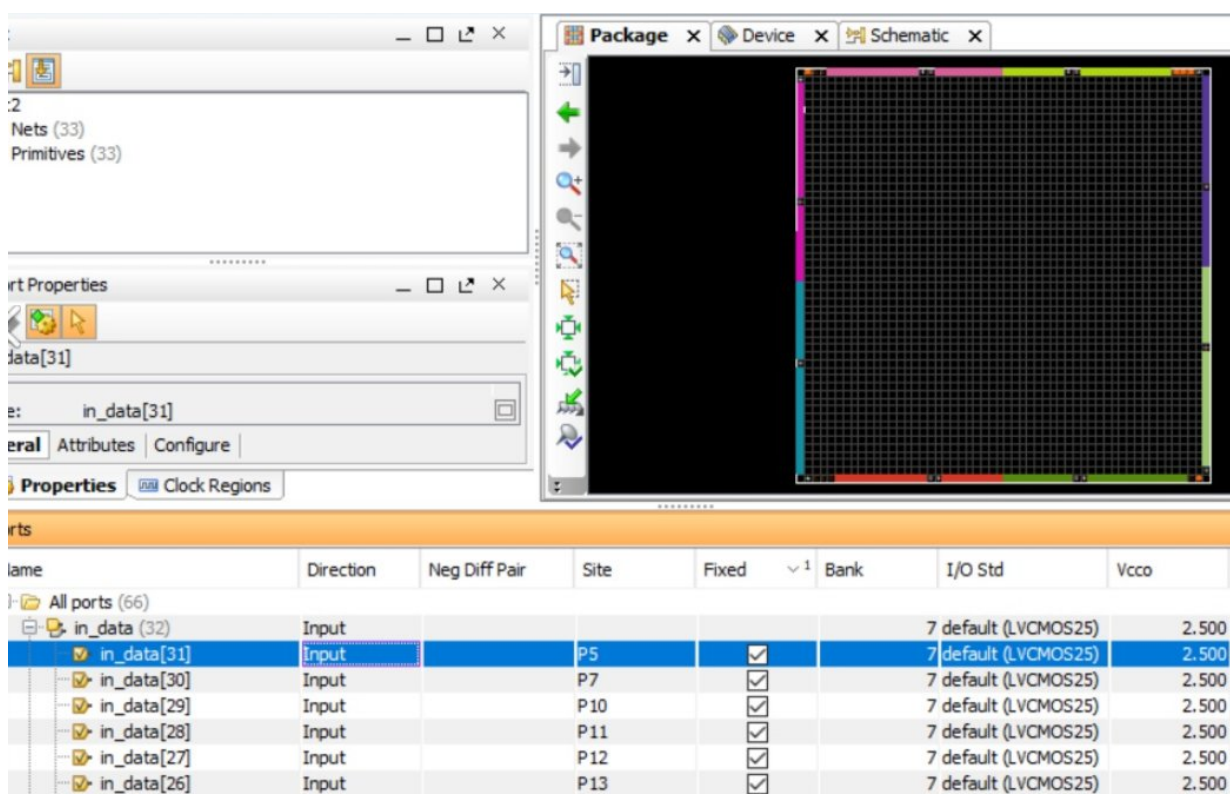 Package Device Schematic
:2
Nets (33)
Primitives (33)
rt Properties
data[31]
e: in_data[31]
eral Attributes Configure
Properties Clock Regions
rts
lame Direction Neg Diff Pair Site Fixed 1 Bank I/O Std Vcco
All ports (66)
in_data (32) Input 7 default (LVCMOS25) 2.500
in_data[31] Input P5 7 default (LVCMOS25) 2.500
in_data[30] Input P7 7 default (LVCMOS25) 2.500
in_data[29] Input P10 7 default (LVCMOS25) 2.500
in_data[28] Input P11 7 default (LVCMOS25) 2.500
in_data[27] Input P12 7 default (LVCMOS25) 2.500
in_data[26] Input P13 7 default (LVCMOS25) 2.500